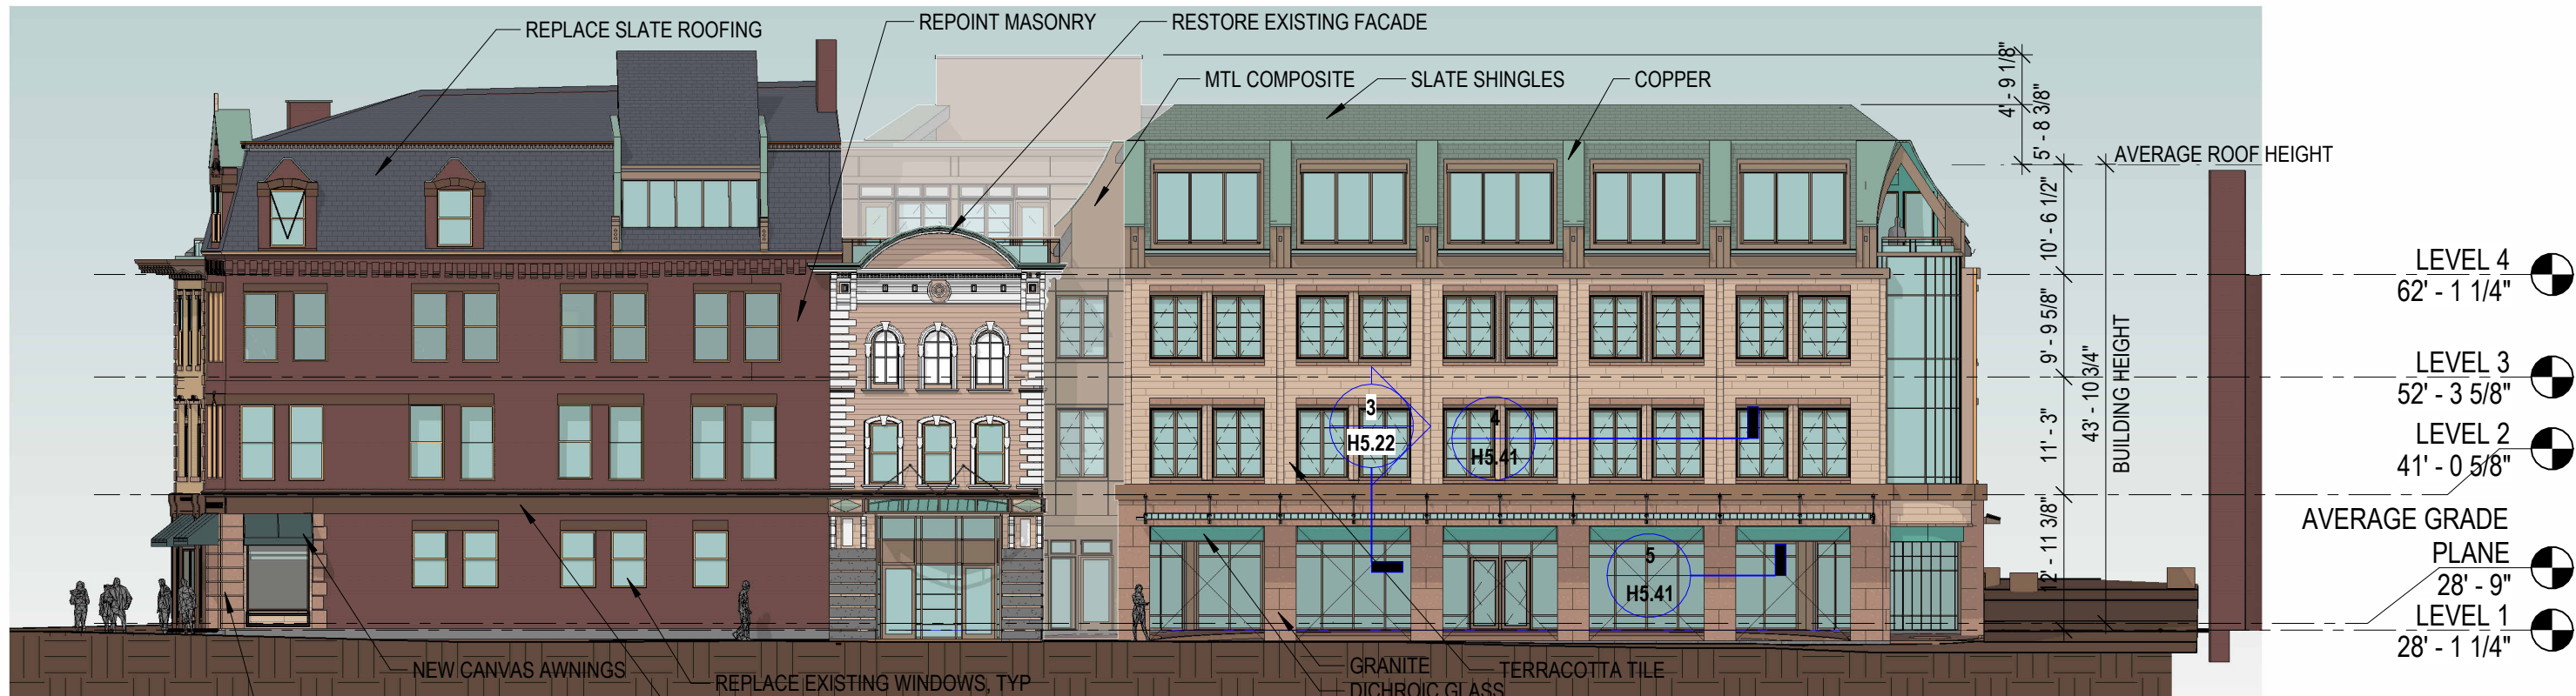 REPLACE SLATE ROOFING
REPOINT MASONRY
RESTORE EXISTING FACADE
MTL COMPOSITE
SLATE SHINGLES
COPPER
4' - 9 1/8"
5' - 8 3/8"
AVERAGE ROOF HEIGHT
10' - 6 1/2"
9' - 9 5/8"
11' - 3"
12' - 11 3/8"
43' - 10 3/4"
BUILDING HEIGHT
LEVEL 4
62' - 1 1/4"
LEVEL 3
52' - 3 5/8"
LEVEL 2
41' - 0 5/8"
AVERAGE GRADE
PLANE
28' - 9"
LEVEL 1
28' - 1 1/4"
3
H5.22
4
H5.41
5
H5.41
NEW CANVAS AWNINGS
REPLACE EXISTING WINDOWS, TYP
GRANITE
DICHROIC GLASS
TERRACOTTA TILE